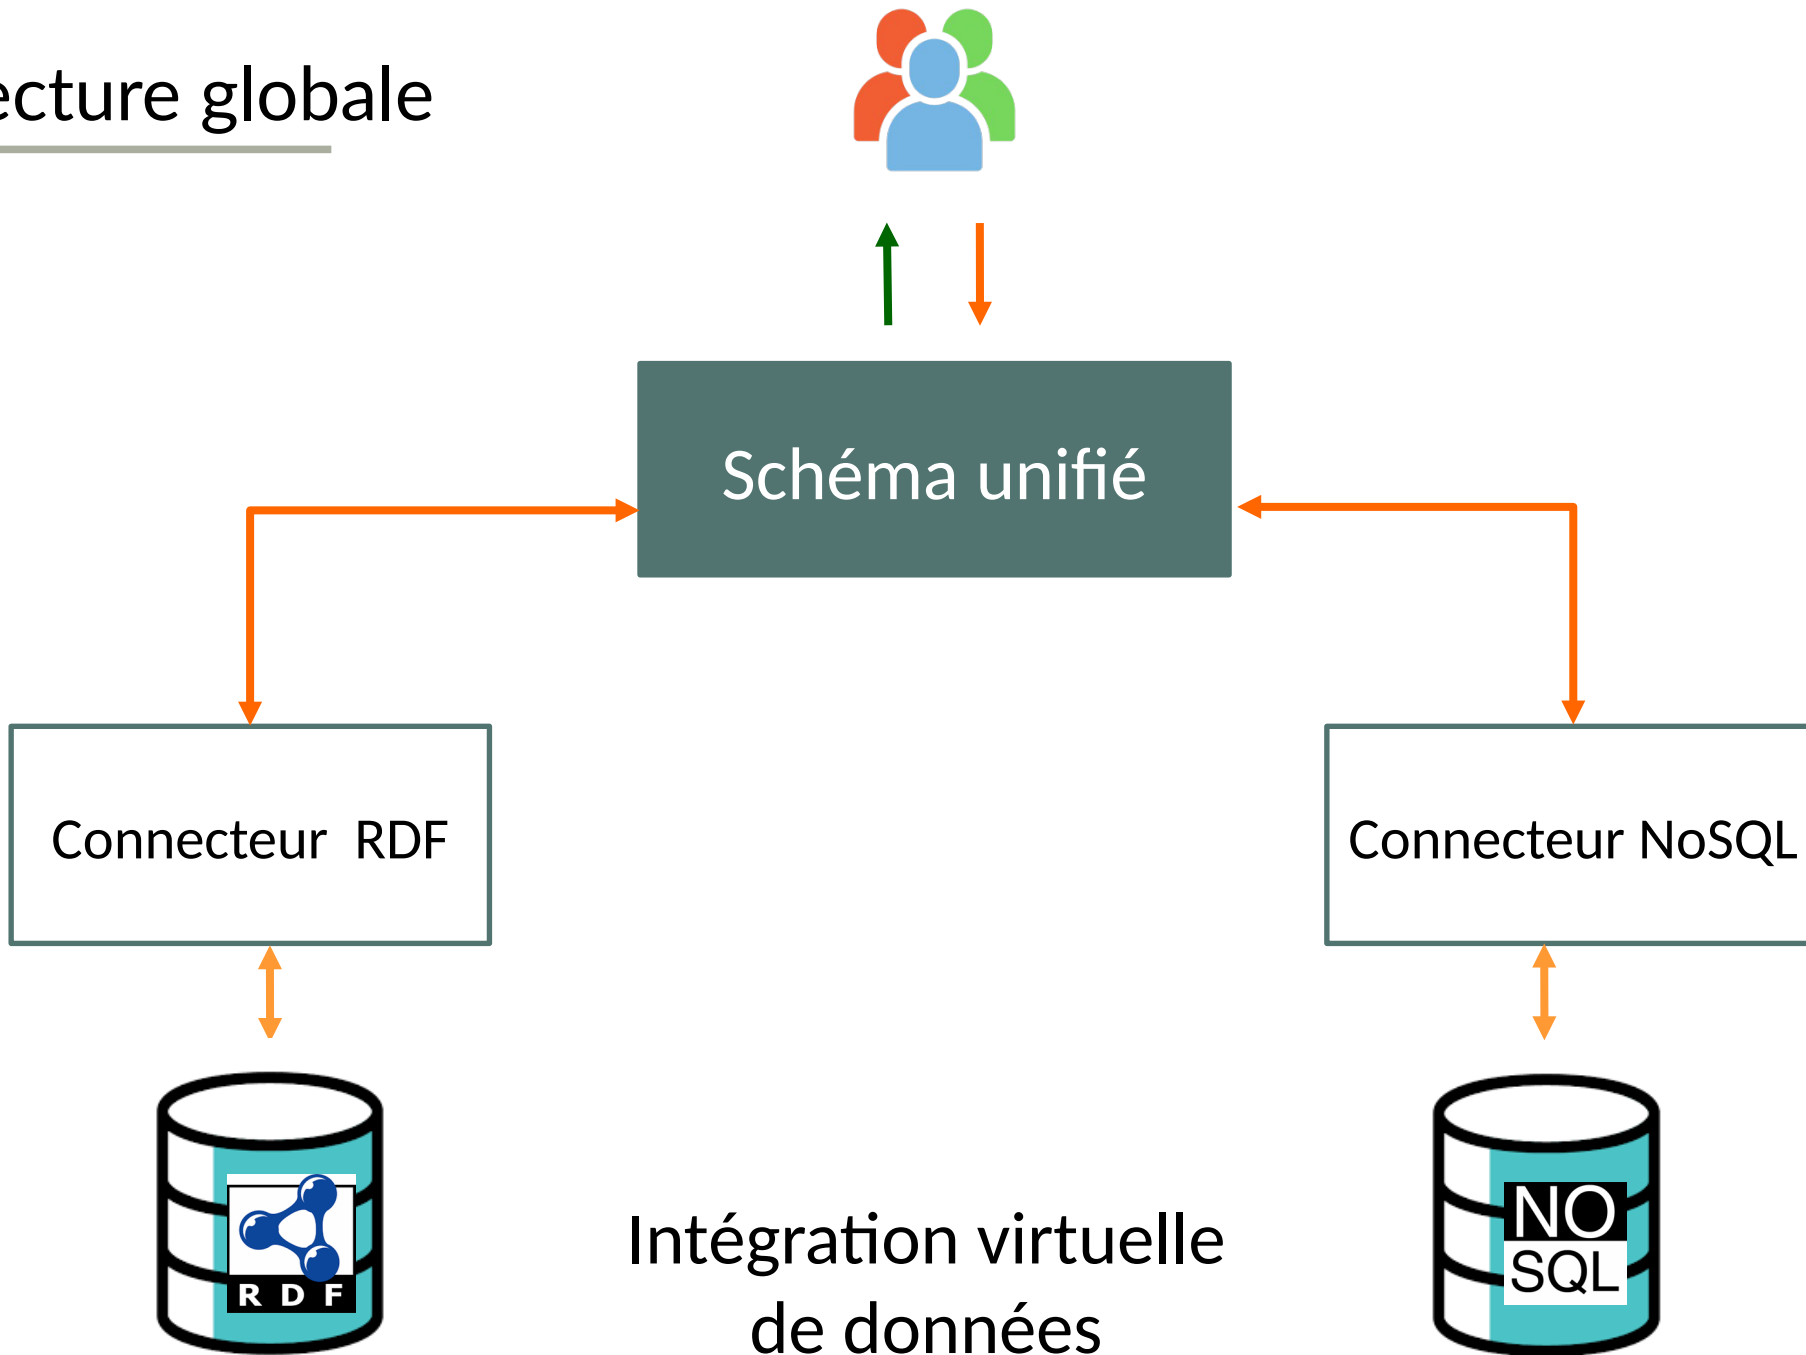 ecture globale
Schéma unifié
Connecteur RDF
Connecteur NoSQL
RDF
NO
SQL
Intégration virtuelle
de données